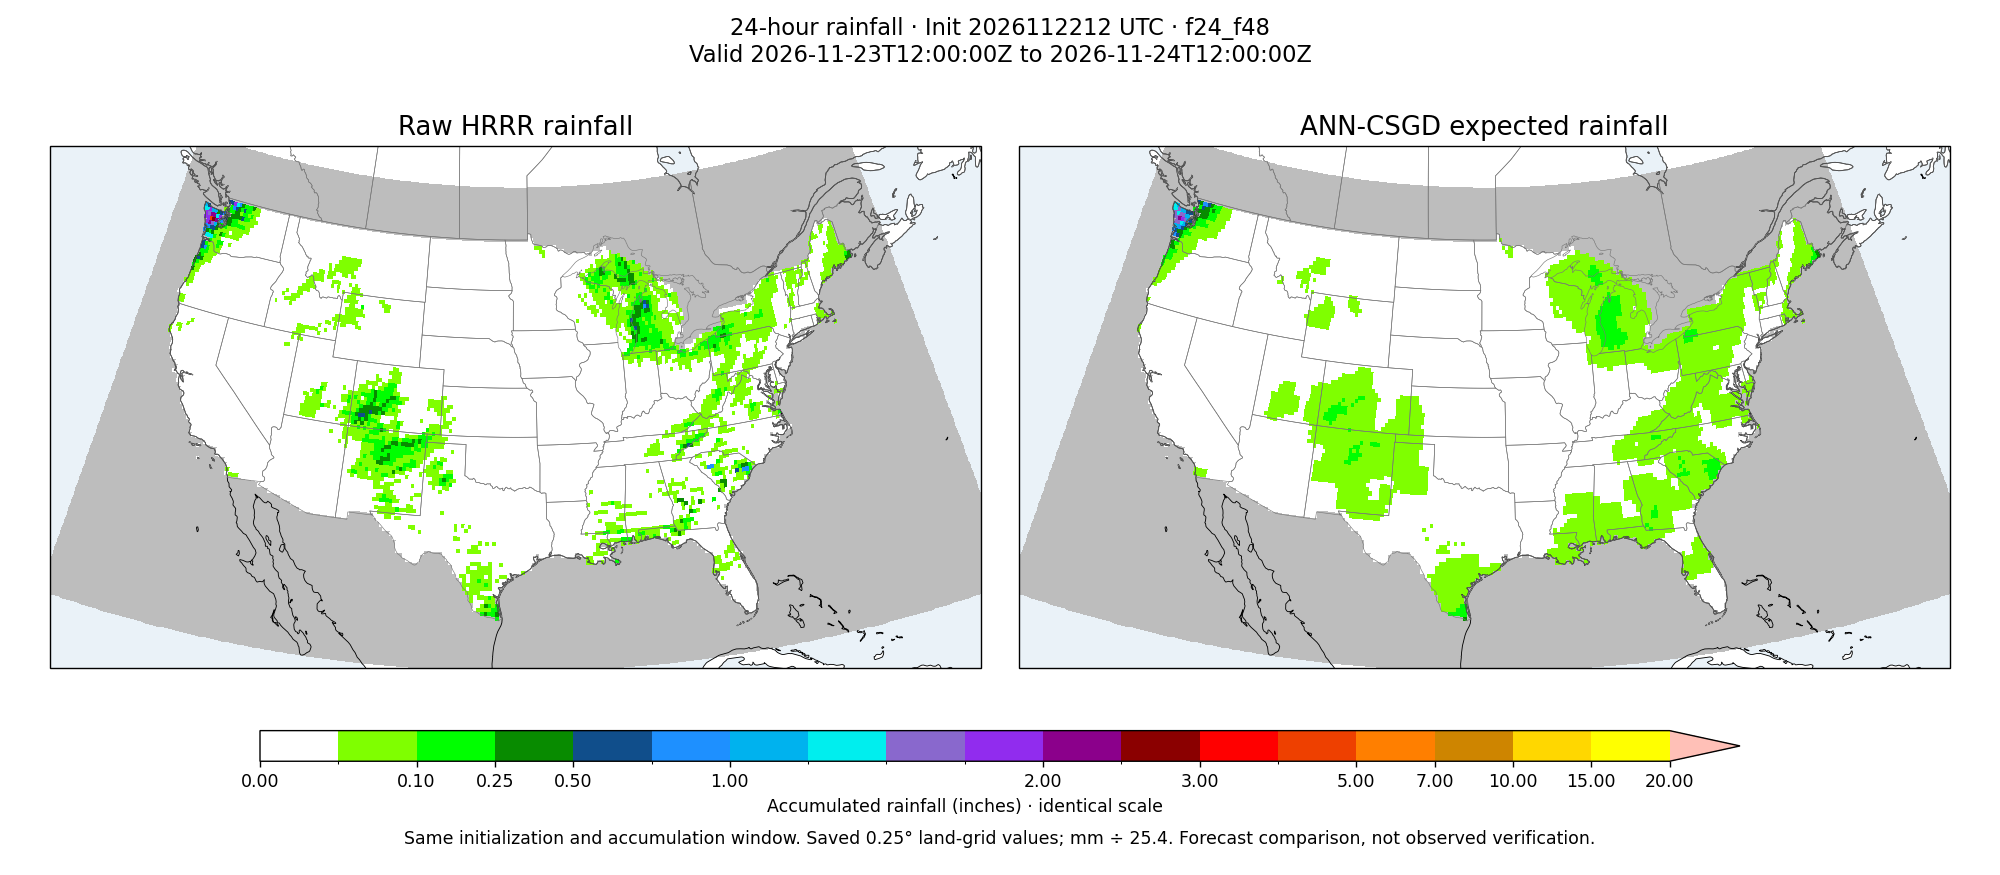 24-hour rainfall · Init 2026112212 UTC · f24_f48
Valid 2026-11-23T12:00:00Z to 2026-11-24T12:00:00Z
Raw HRRR rainfall
ANN-CSGD expected rainfall
0.00 0.10 0.25 0.50 1.00 2.00 3.00 5.00 7.00 10.00 15.00 20.00
Accumulated rainfall (inches) · identical scale
Same initialization and accumulation window. Saved 0.25° land-grid values; mm ÷ 25.4. Forecast comparison, not observed verification.